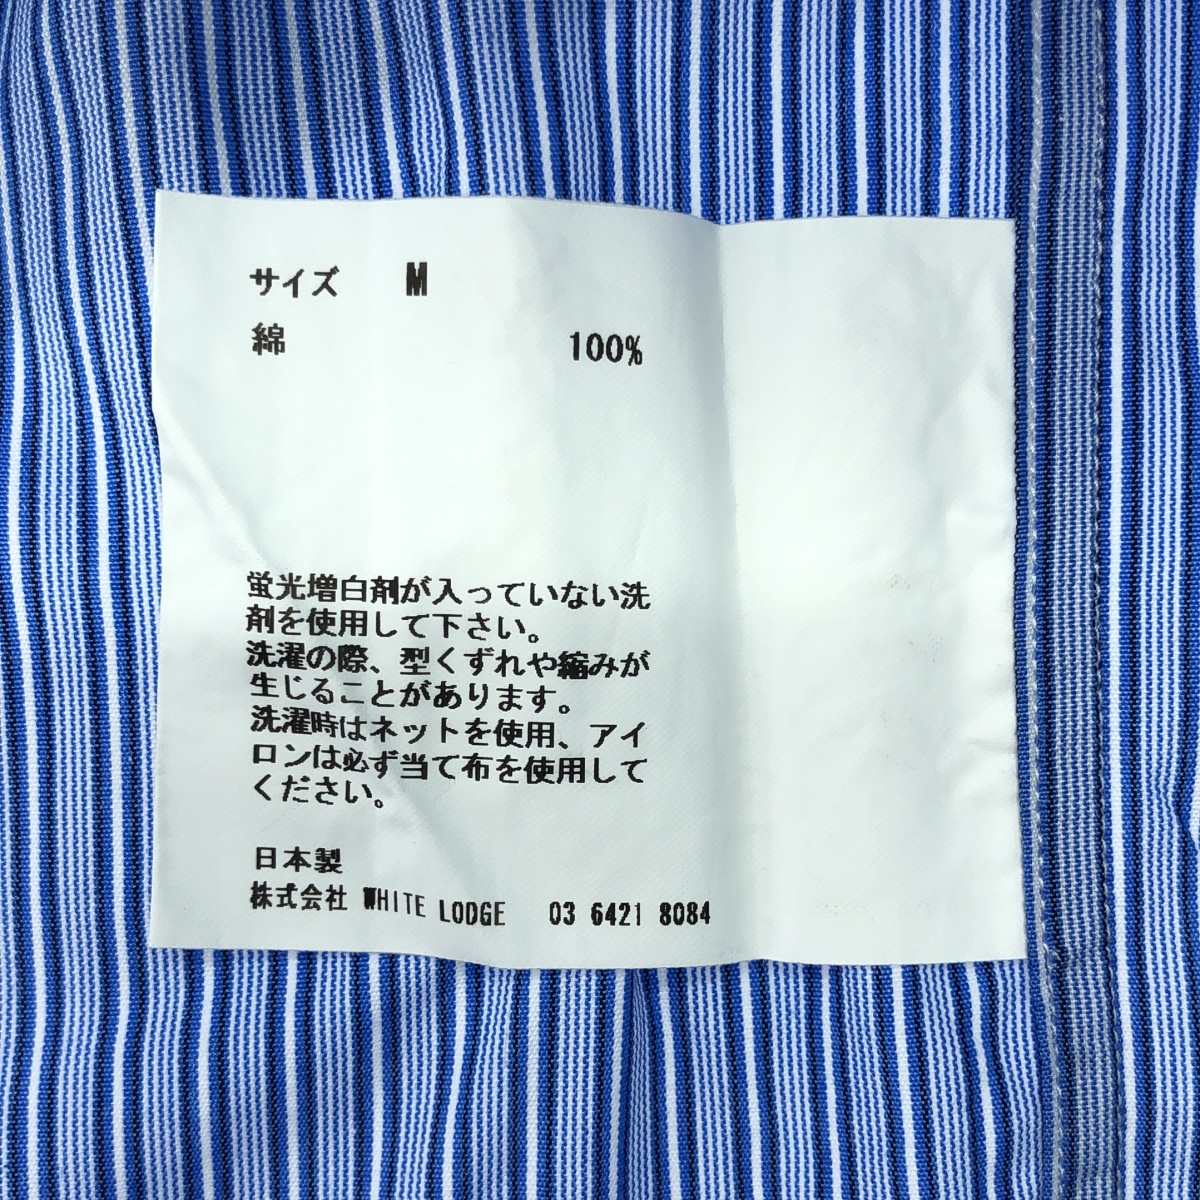 サイズ M
綿 100%
蛍光増白剤が入っていない洗
剤を使用して下さい。
洗濯の際、型くずれや縮みが
生じることがあります。
洗濯時はネットを使用、アイ
ロンは必ず当て布を使用して
ください。
日本製
株式会社 WHITE LODGE 03 6421 8084